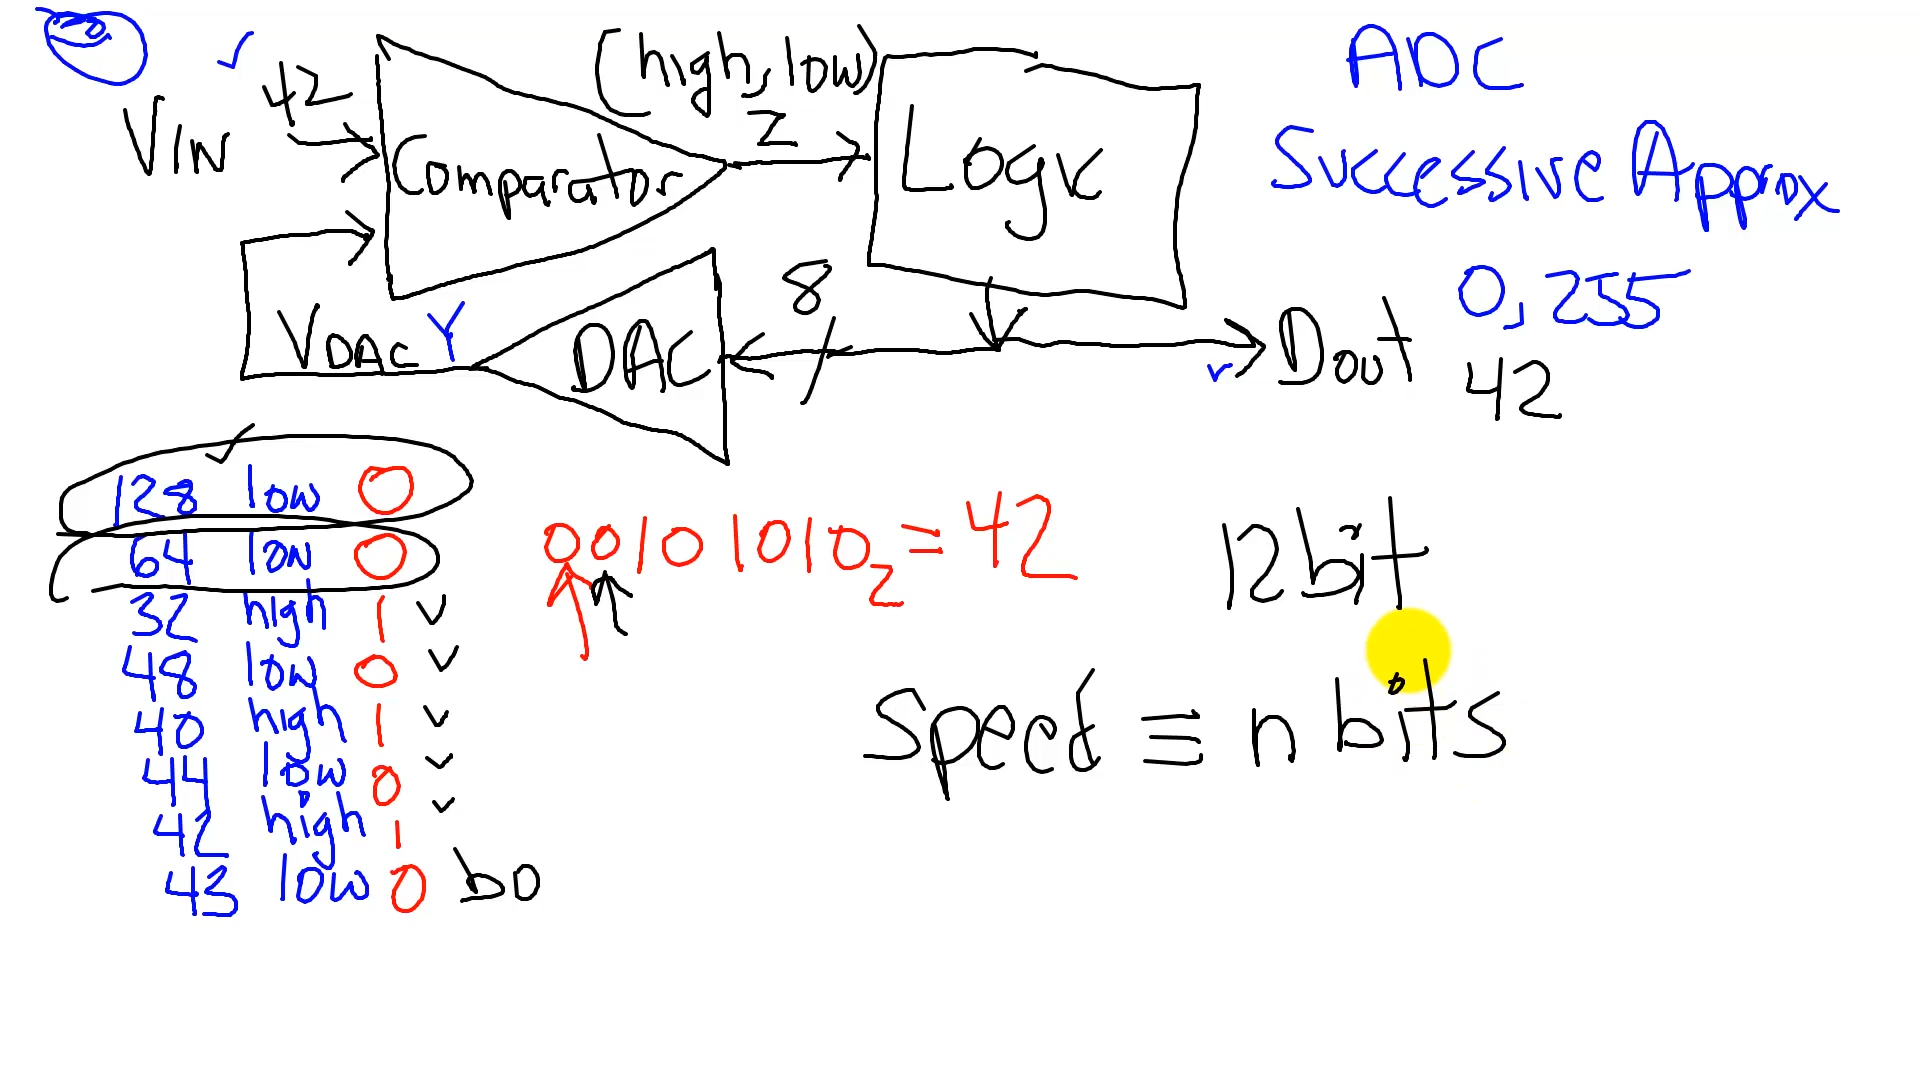 ADC
Successive Approx
0, 255
42
(high, low)
VIN 42
Comparator
Z
Logic
VDAC Y
DAC
8
Dout 42
128 low 0
64 low 0
32 high 1
48 low 0
40 high 1
44 low 0
42 high 1
43 low 0 b0
00101010₂ = 42
12 bit
Speed ≡ n bits